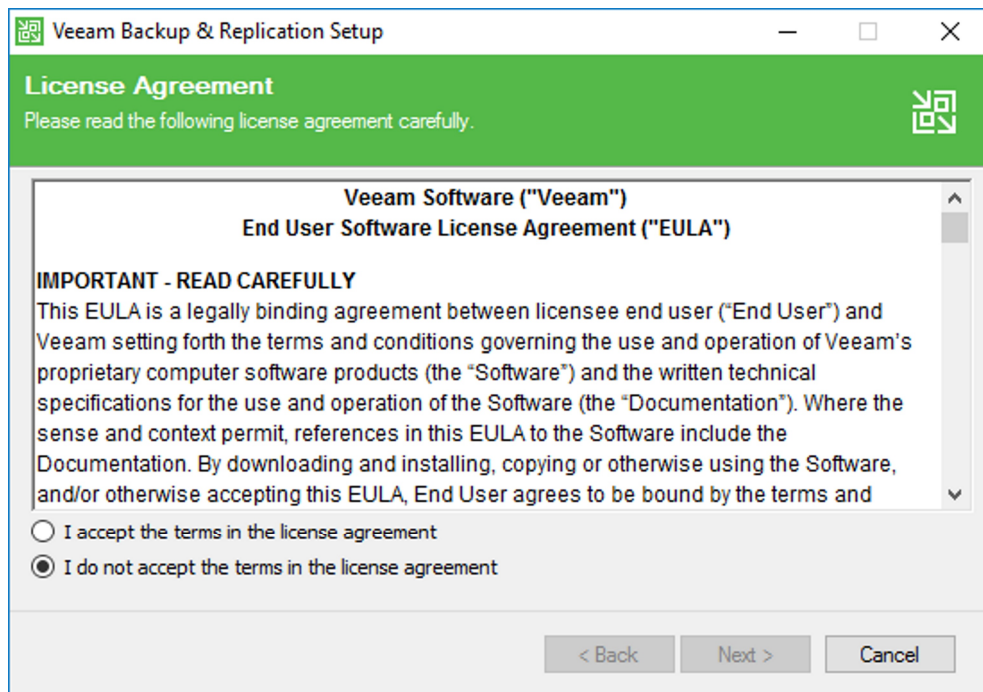 Veeam Backup & Replication Setup
License Agreement
Please read the following license agreement carefully.
Veeam Software ("Veeam")
End User Software License Agreement ("EULA")
IMPORTANT - READ CAREFULLY
This EULA is a legally binding agreement between licensee end user (“End User”) and
Veeam setting forth the terms and conditions governing the use and operation of Veeam’s
proprietary computer software products (the “Software”) and the written technical
specifications for the use and operation of the Software (the “Documentation”). Where the
sense and context permit, references in this EULA to the Software include the
Documentation. By downloading and installing, copying or otherwise using the Software,
and/or otherwise accepting this EULA, End User agrees to be bound by the terms and
I accept the terms in the license agreement
I do not accept the terms in the license agreement
< Back
Next >
Cancel